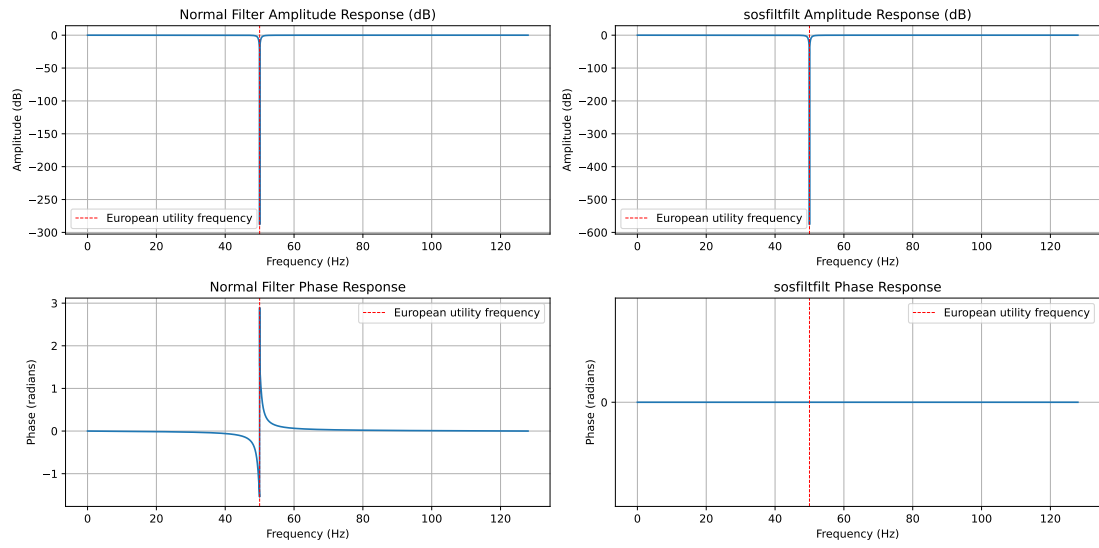 Normal Filter Amplitude Response (dB)
Amplitude (dB)
0
−50
−100
−150
−200
−250
−300
European utility frequency
0 20 40 60 80 100 120
Frequency (Hz)
sosfiltfilt Amplitude Response (dB)
Amplitude (dB)
0
−100
−200
−300
−400
−500
−600
European utility frequency
0 20 40 60 80 100 120
Frequency (Hz)
Normal Filter Phase Response
Phase (radians)
3
2
1
0
−1
European utility frequency
0 20 40 60 80 100 120
Frequency (Hz)
sosfiltfilt Phase Response
Phase (radians)
0
European utility frequency
0 20 40 60 80 100 120
Frequency (Hz)